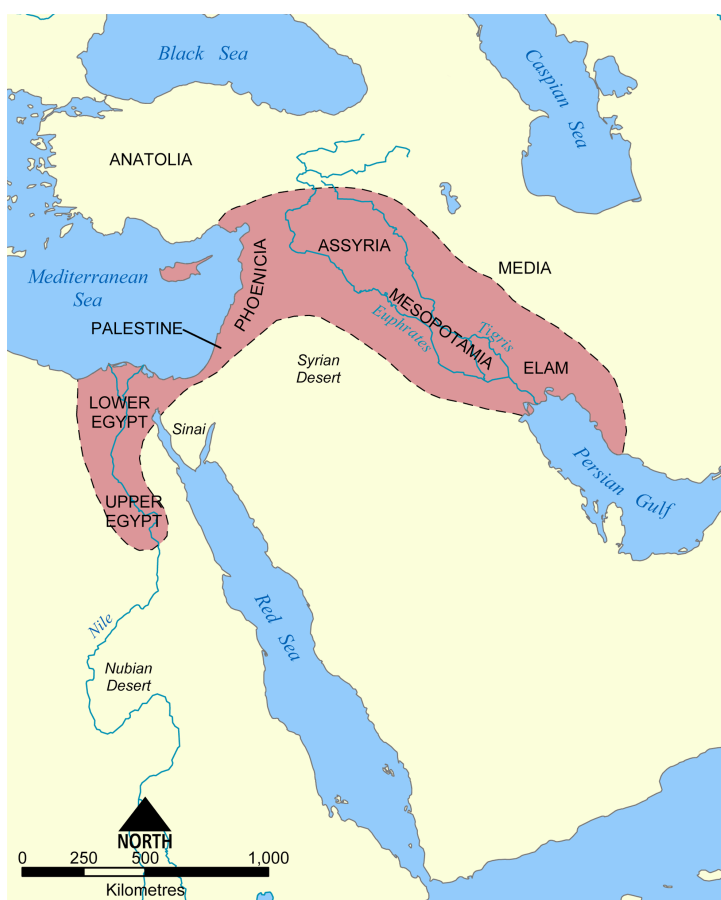 Black Sea
Caspian Sea
ANATOLIA
ASSYRIA
MEDIA
PHOENICIA
Mediterranean
Sea
MESOPOTAMIA
Euphrates
Tigris
PALESTINE
Syrian
Desert
ELAM
LOWER
EGYPT
Sinai
Persian Gulf
UPPER
EGYPT
Nile
Red Sea
Nubian
Desert
NORTH
0 250 500 1,000
Kilometres